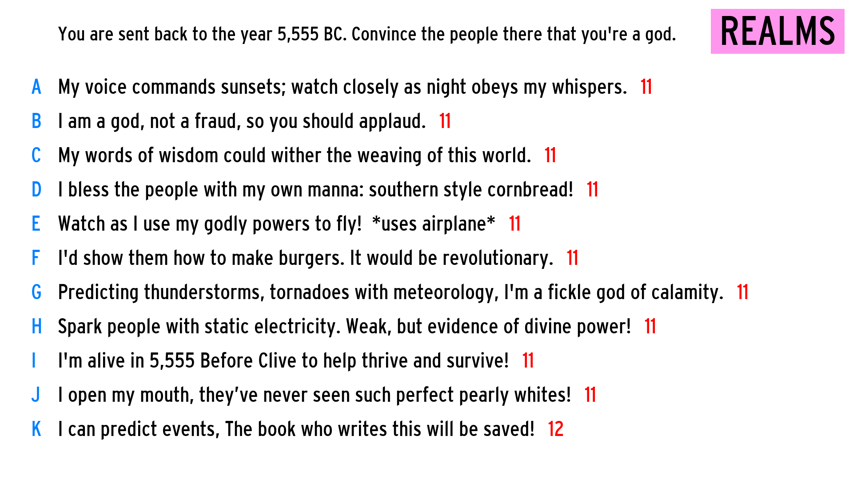 You are sent back to the year 5,555 BC. Convince the people there that you're a god.
REALMS
A My voice commands sunsets; watch closely as night obeys my whispers. 11
B I am a god, not a fraud, so you should applaud. 11
C My words of wisdom could wither the weaving of this world. 11
D I bless the people with my own manna: southern style cornbread! 11
E Watch as I use my godly powers to fly! *uses airplane* 11
F I'd show them how to make burgers. It would be revolutionary. 11
G Predicting thunderstorms, tornadoes with meteorology, I'm a fickle god of calamity. 11
H Spark people with static electricity. Weak, but evidence of divine power! 11
I I'm alive in 5,555 Before Clive to help thrive and survive! 11
J I open my mouth, they’ve never seen such perfect pearly whites! 11
K I can predict events, The book who writes this will be saved! 12